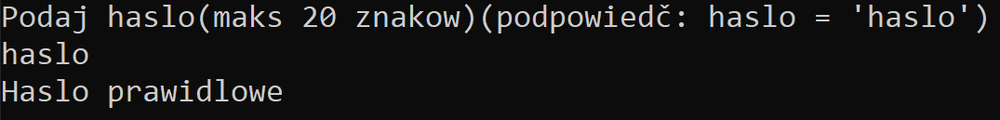 Podaj haslo(maks 20 znakow)(podpowiedč: haslo = 'haslo')
haslo
Haslo prawidlowe